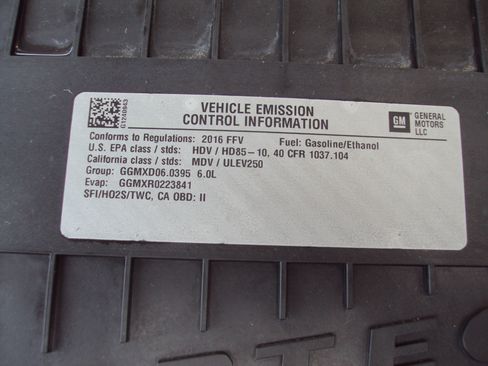 VEHICLE EMISSION
CONTROL INFORMATION
GM
GENERAL
MOTORS
LLC
Conforms to Regulations: 2016 FFV Fuel: Gasoline/Ethanol
U.S. EPA class / stds: HDV / HD85-10, 40 CFR 1037.104
California class / stds: MDV / ULEV250
Group: GGMXD06.0395 6.0L
Evap: GGMXR0223841
SFI/HO2S/TWC, CA OBD: II